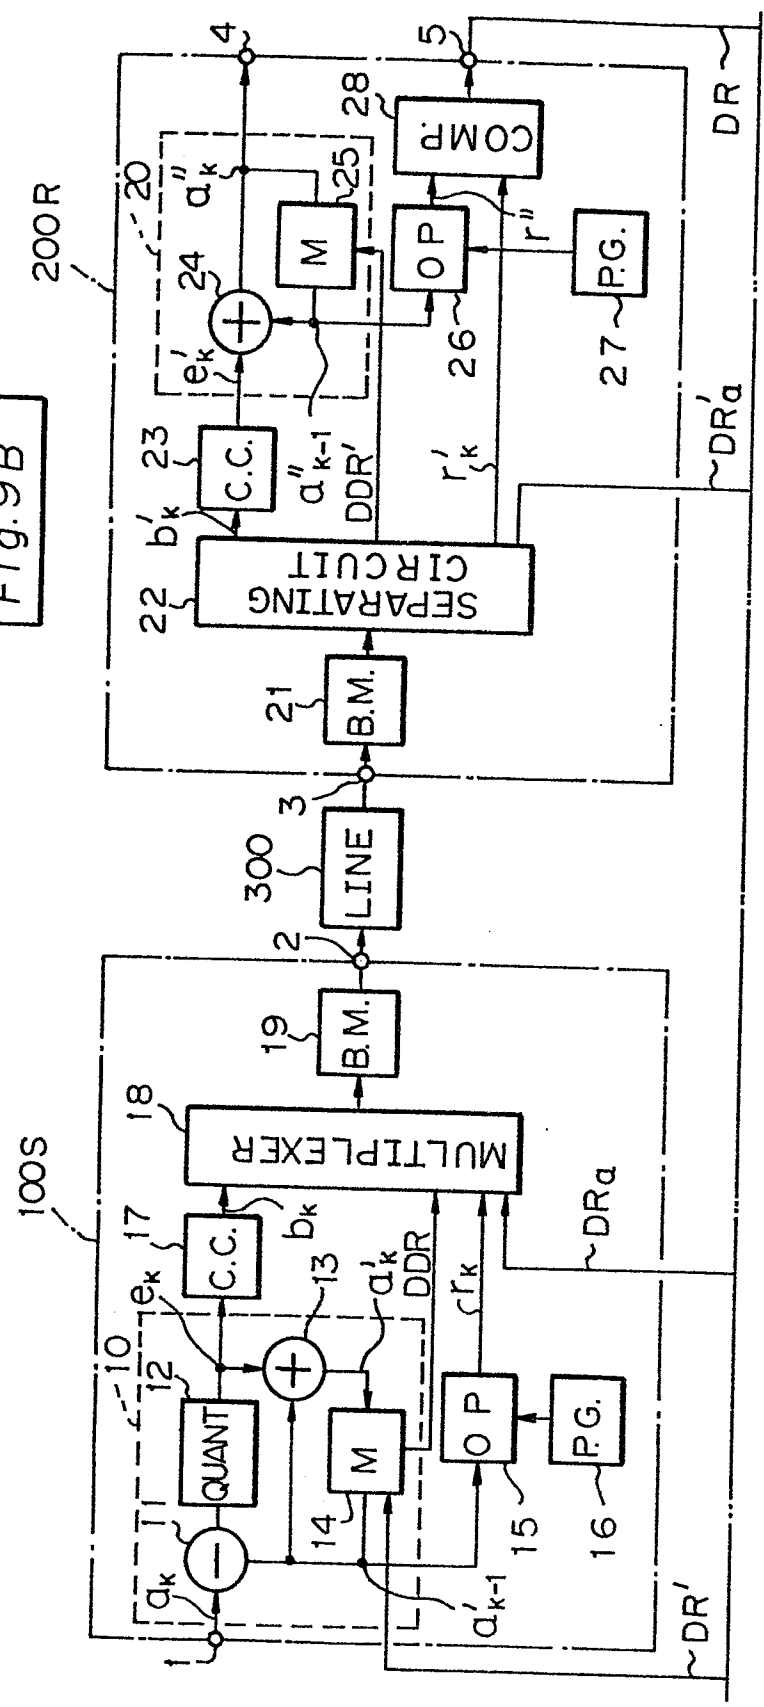 Fig. 9B
100S
200R
10
1
aₖ
11
12
QUANT
eₖ
17
C.C.
bₖ
13
a'ₖ
14
M
a'ₖ₋₁
DDR
15
OP
16
P.G.
rₖ
DR'
DRa
18
MULTIPLEXER
19
B.M.
2
300
LINE
3
21
B.M.
22
SEPARATING
CIRCUIT
b'ₖ
23
C.C.
e'ₖ
24
20
a"ₖ
25
M
a"ₖ₋₁
DDR'
26
OP
27
P.G.
r"
r'ₖ
28
COMP.
4
5
DR'a
DR